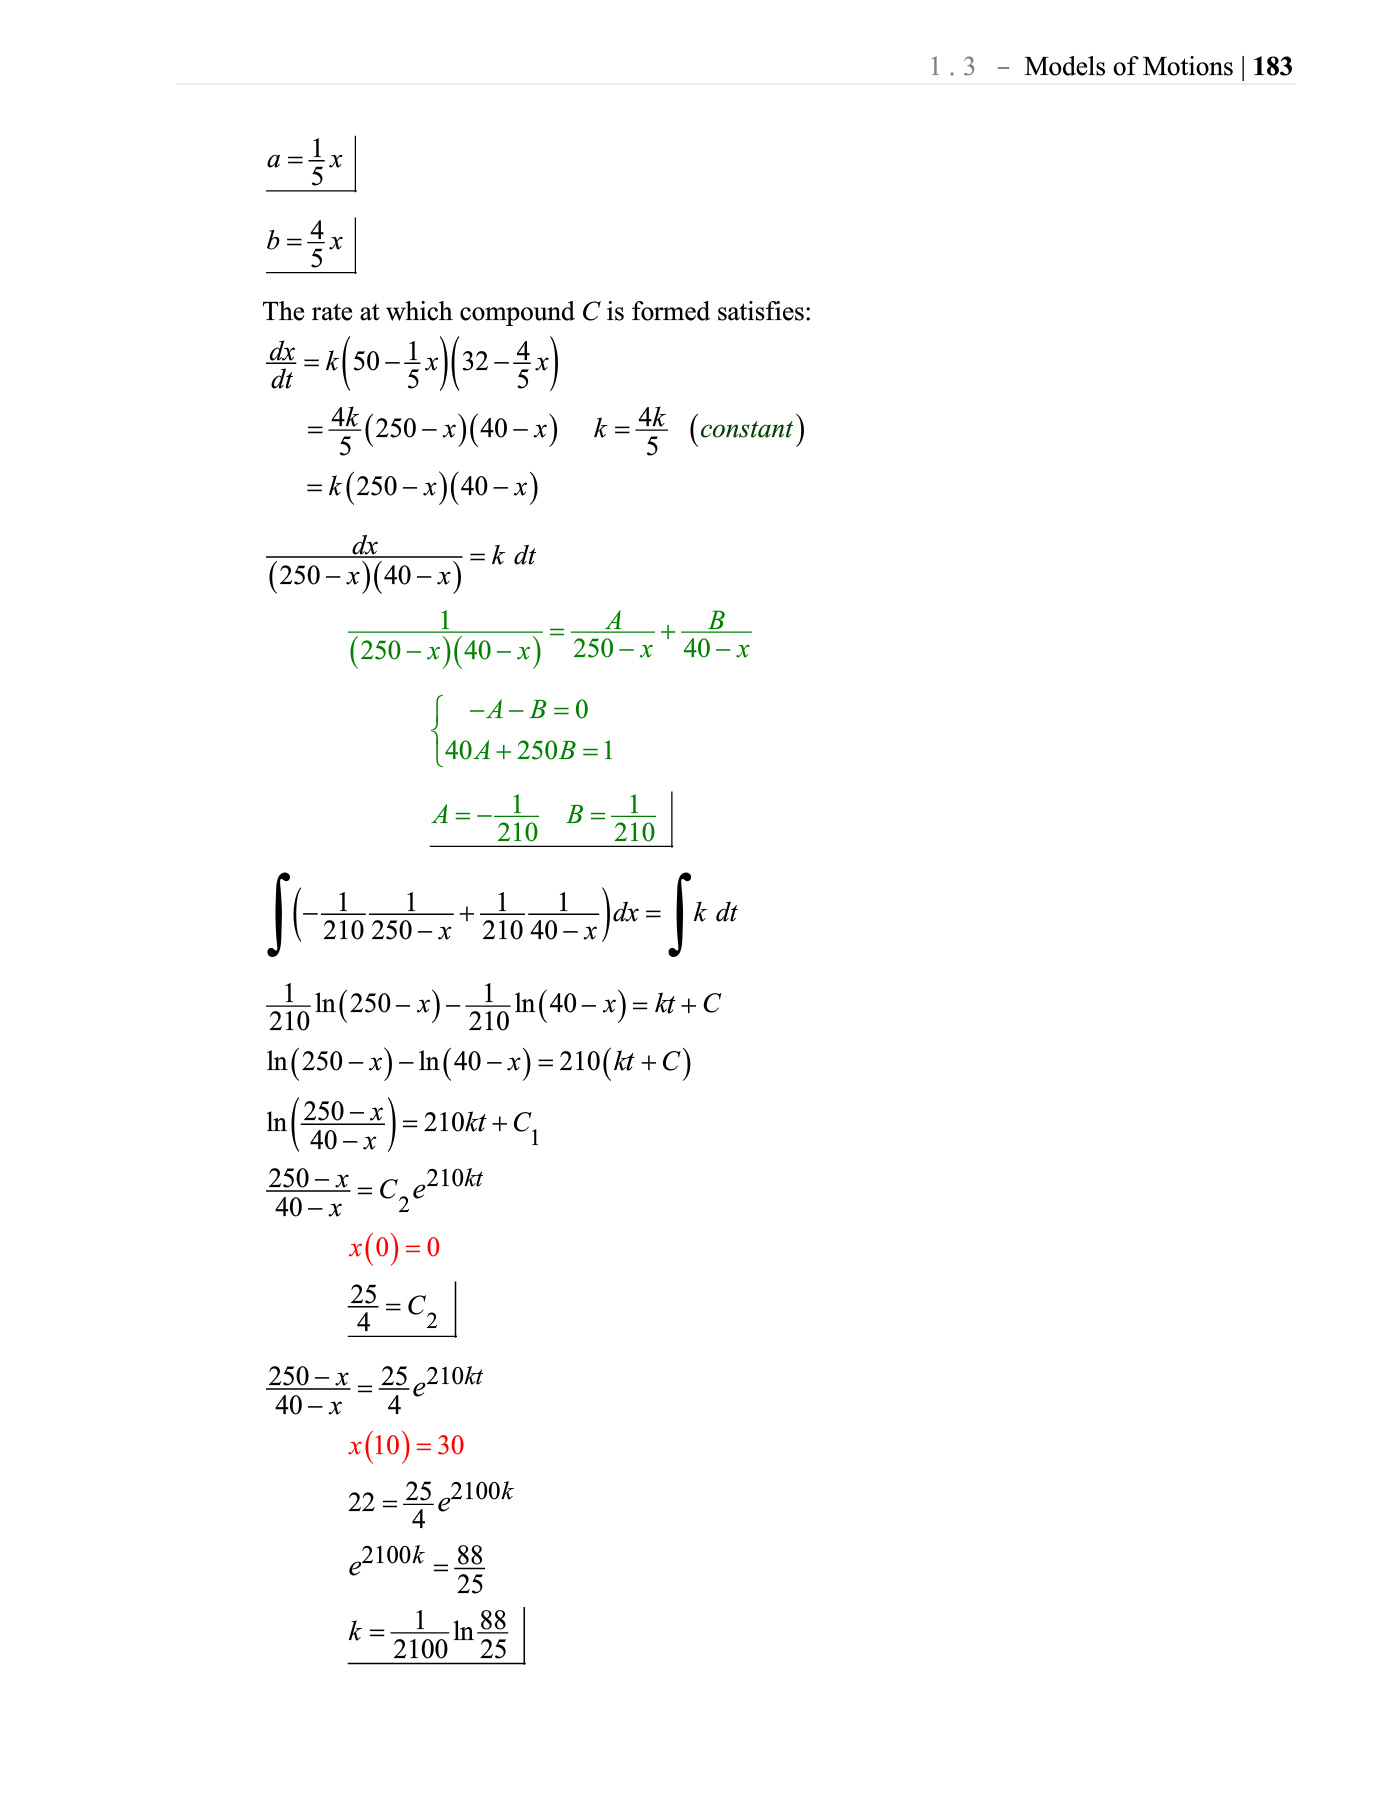 1 . 3 – Models of Motions | 183
a = 1/5 x
b = 4/5 x
The rate at which compound C is formed satisfies:
dx/dt = k(50 − 1/5 x)(32 − 4/5 x)
= 4k/5 (250 − x)(40 − x)   k = 4k/5 (constant)
= k(250 − x)(40 − x)
dx/((250 − x)(40 − x)) = k dt
1/((250 − x)(40 − x)) = A/(250 − x) + B/(40 − x)
{ −A − B = 0
40A + 250B = 1
A = −1/210   B = 1/210
∫(−1/210 1/(250 − x) + 1/210 1/(40 − x))dx = ∫k dt
1/210 ln(250 − x) − 1/210 ln(40 − x) = kt + C
ln(250 − x) − ln(40 − x) = 210(kt + C)
ln((250 − x)/(40 − x)) = 210kt + C₁
(250 − x)/(40 − x) = C₂e^(210kt)
x(0) = 0
25/4 = C₂
(250 − x)/(40 − x) = 25/4 e^(210kt)
x(10) = 30
22 = 25/4 e^(2100k)
e^(2100k) = 88/25
k = 1/2100 ln 88/25